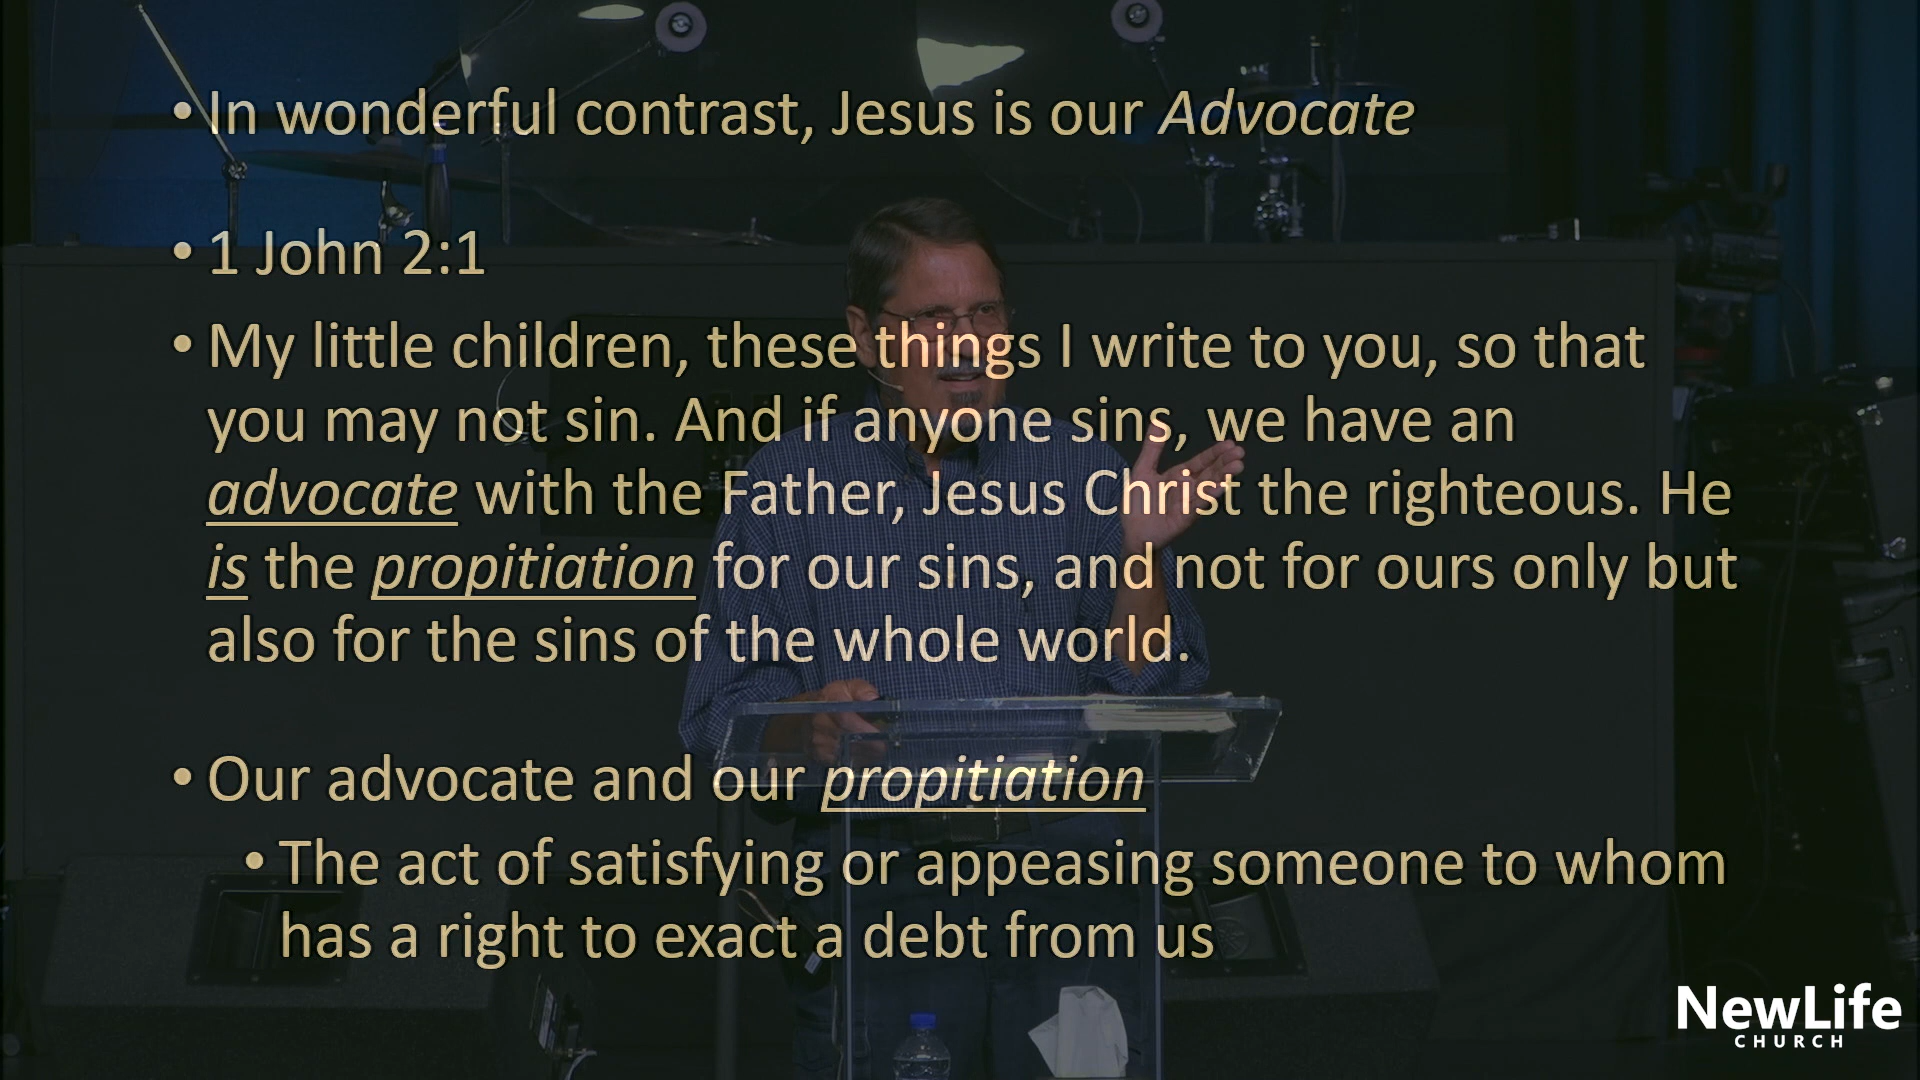 • In wonderful contrast, Jesus is our Advocate
• 1 John 2:1
• My little children, these things I write to you, so that
you may not sin. And if anyone sins, we have an
advocate with the Father, Jesus Christ the righteous. He
is the propitiation for our sins, and not for ours only but
also for the sins of the whole world.
• Our advocate and our propitiation
• The act of satisfying or appeasing someone to whom
has a right to exact a debt from us
NewLife
CHURCH